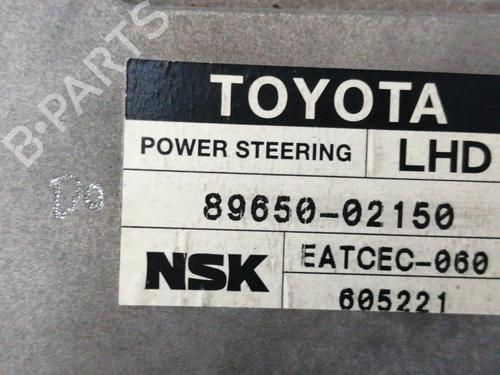 B-PARTS
TOYOTA
POWER STEERING LHD
89650-02150
NSK EATCEC-060
605221
Do